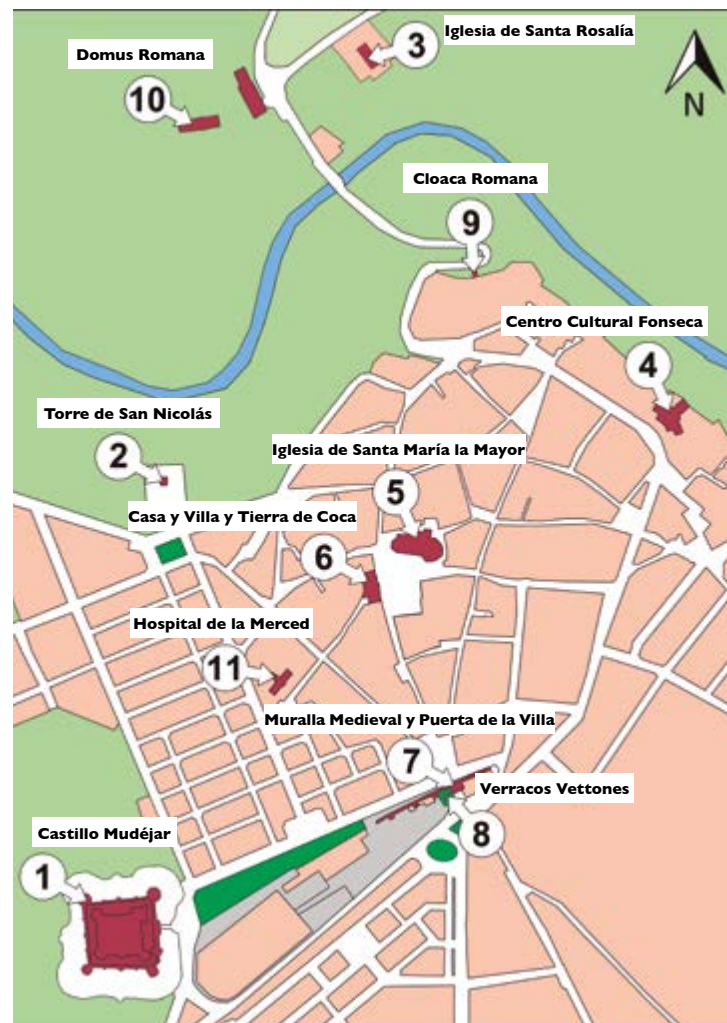 Iglesia de Santa Rosalía
3
Domus Romana
10
N
Cloaca Romana
9
Centro Cultural Fonseca
4
Torre de San Nicolás
2
Iglesia de Santa María la Mayor
5
Casa y Villa y Tierra de Coca
6
Hospital de la Merced
11
Muralla Medieval y Puerta de la Villa
7
Verracos Vettones
8
Castillo Mudéjar
1